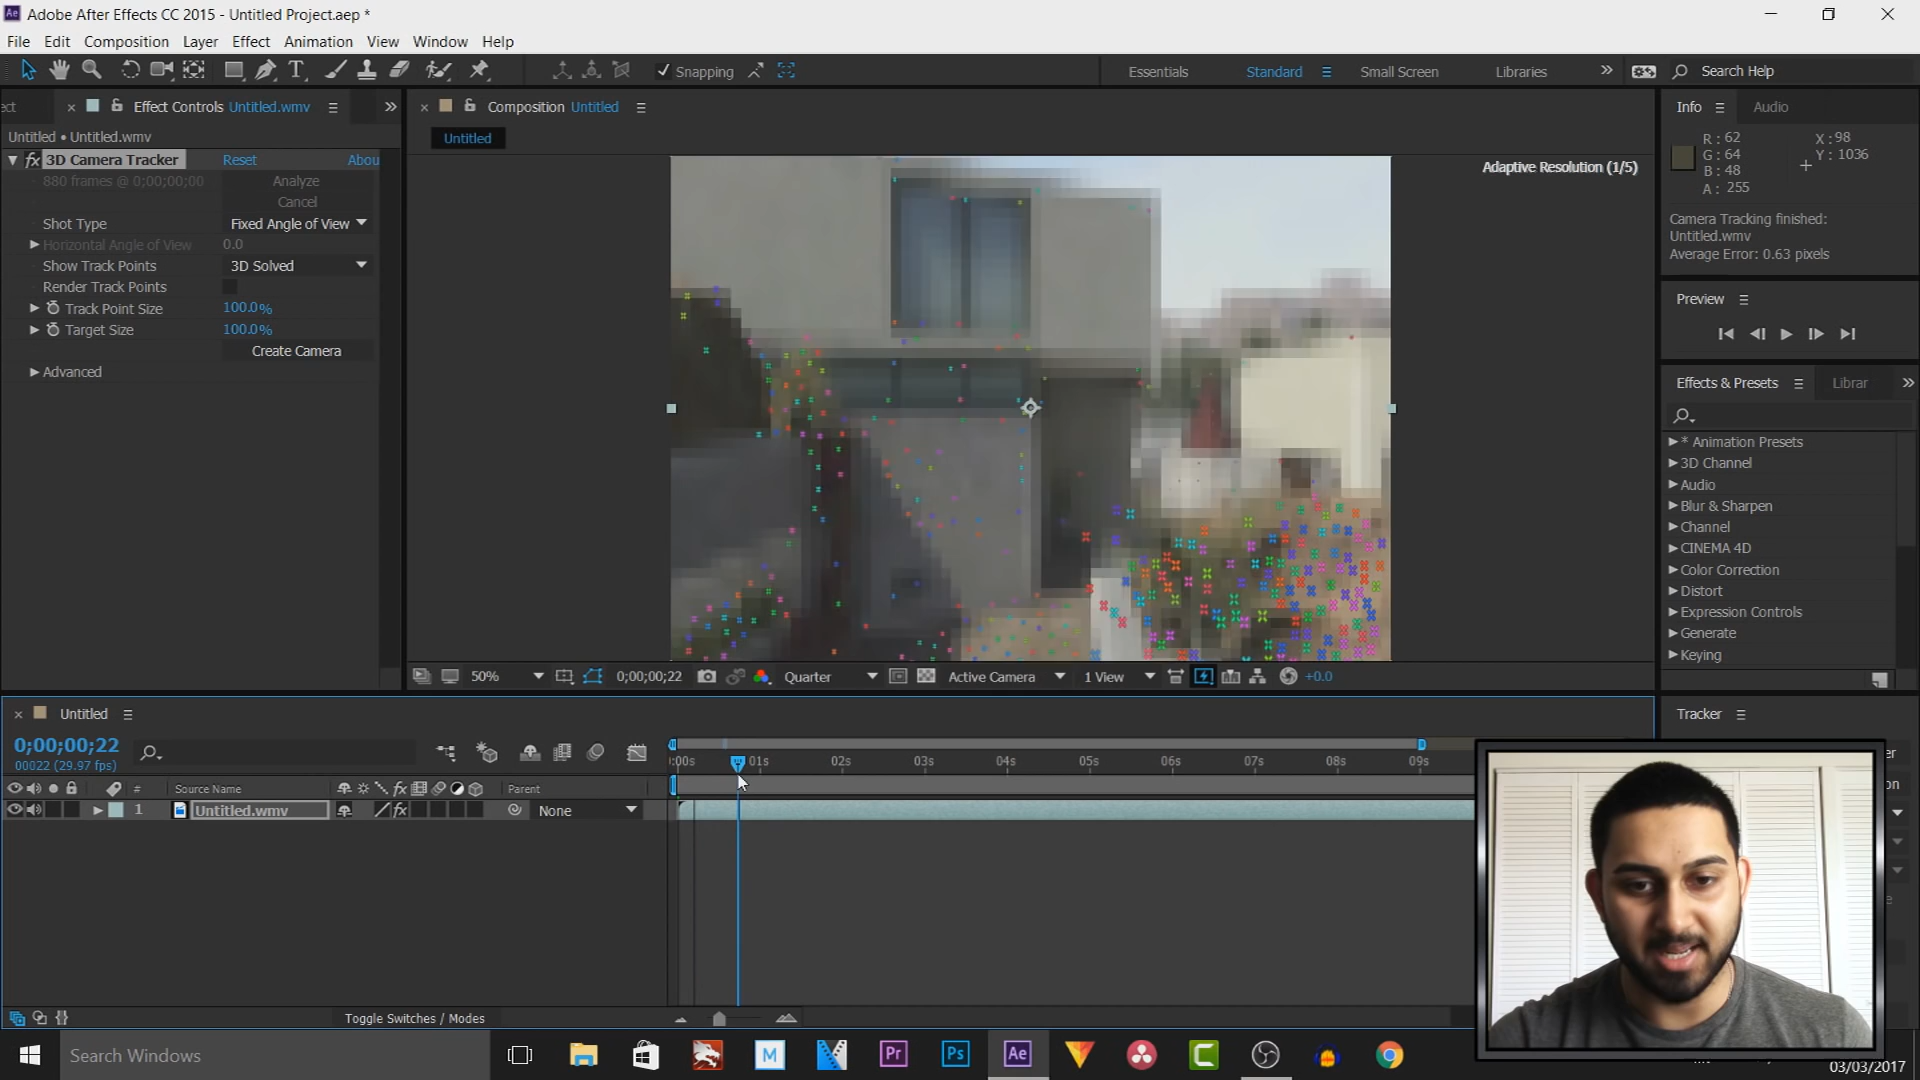 Adobe After Effects CC 2015 - Untitled Project.aep *
File Edit Composition Layer Effect Animation View Window Help
Snapping Essentials Standard Small Screen Libraries Search Help
Effect Controls Untitled.wmv
Composition Untitled
Info Audio
Untitled • Untitled.wmv
Untitled
R : 62 X : 98
G : 64 Y : 1036
B : 48
A : 255
3D Camera Tracker Reset Abou
Adaptive Resolution (1/5)
880 frames @ 0;00;00;00 Analyze
Cancel
Shot Type Fixed Angle of View
Horizontal Angle of View 0.0
Show Track Points 3D Solved
Render Track Points
Track Point Size 100.0%
Target Size 100.0%
Create Camera
Advanced
Camera Tracking finished:
Untitled.wmv
Average Error: 0.63 pixels
Preview
Effects & Presets Librar
* Animation Presets
3D Channel
Audio
Blur & Sharpen
Channel
CINEMA 4D
Color Correction
Distort
Expression Controls
Generate
Keying
50% 0;00;00;22 Quarter Active Camera 1 View +0.0
Untitled
Tracker
0;00;00;22
00022 (29.97 fps)
:00s 01s 02s 03s 04s 05s 06s 07s 08s 09s
# Source Name Parent
1 Untitled.wmv None
Toggle Switches / Modes
Search Windows
M Pr Ps Ae
03/03/2017